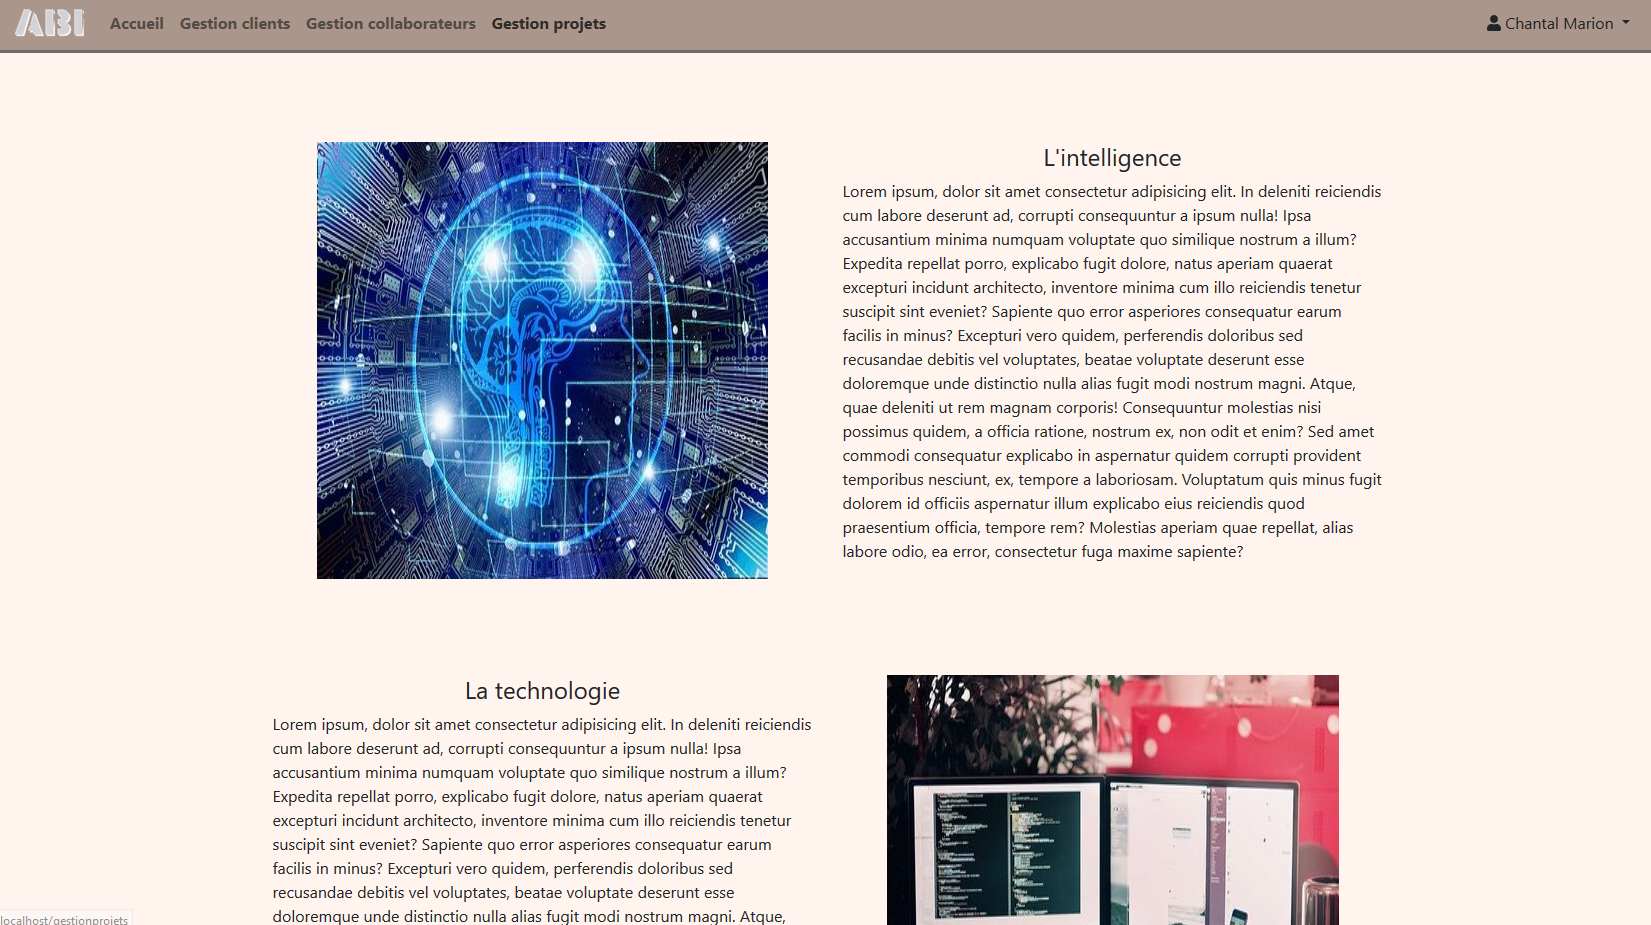 ABI Accueil Gestion clients Gestion collaborateurs Gestion projets Chantal Marion
L'intelligence
Lorem ipsum, dolor sit amet consectetur adipisicing elit. In deleniti reiciendis
cum labore deserunt ad, corrupti consequuntur a ipsum nulla! Ipsa
accusantium minima numquam voluptate quo similique nostrum a illum?
Expedita repellat porro, explicabo fugit dolore, natus aperiam quaerat
excepturi incidunt architecto, inventore minima cum illo reiciendis tenetur
suscipit sint eveniet? Sapiente quo error asperiores consequatur earum
facilis in minus? Excepturi vero quidem, perferendis doloribus sed
recusandae debitis vel voluptates, beatae voluptate deserunt esse
doloremque unde distinctio nulla alias fugit modi nostrum magni. Atque,
quae deleniti ut rem magnam corporis! Consequuntur molestias nisi
possimus quidem, a officia ratione, nostrum ex, non odit et enim? Sed amet
commodi consequatur explicabo in aspernatur quidem corrupti provident
temporibus nesciunt, ex, tempore a laboriosam. Voluptatum quis minus fugit
dolorem id officiis aspernatur illum explicabo eius reiciendis quod
praesentium officia, tempore rem? Molestias aperiam quae repellat, alias
labore odio, ea error, consectetur fuga maxime sapiente?
La technologie
Lorem ipsum, dolor sit amet consectetur adipisicing elit. In deleniti reiciendis
cum labore deserunt ad, corrupti consequuntur a ipsum nulla! Ipsa
accusantium minima numquam voluptate quo similique nostrum a illum?
Expedita repellat porro, explicabo fugit dolore, natus aperiam quaerat
excepturi incidunt architecto, inventore minima cum illo reiciendis tenetur
suscipit sint eveniet? Sapiente quo error asperiores consequatur earum
facilis in minus? Excepturi vero quidem, perferendis doloribus sed
recusandae debitis vel voluptates, beatae voluptate deserunt esse
doloremque unde distinctio nulla alias fugit modi nostrum magni. Atque,
localhost/gestionprojets